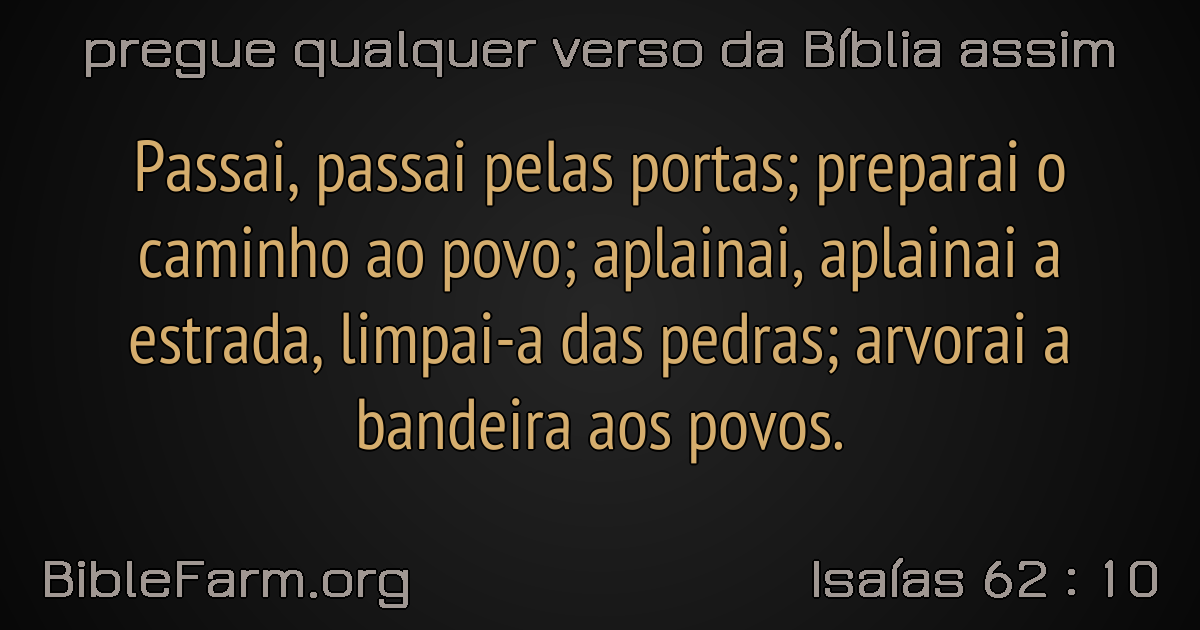 pregue qualquer verso da Bíblia assim
Passai, passai pelas portas; preparai o
caminho ao povo; aplainai, aplainai a
estrada, limpai-a das pedras; arvorai a
bandeira aos povos.
BibleFarm.org
Isaías 62 : 10